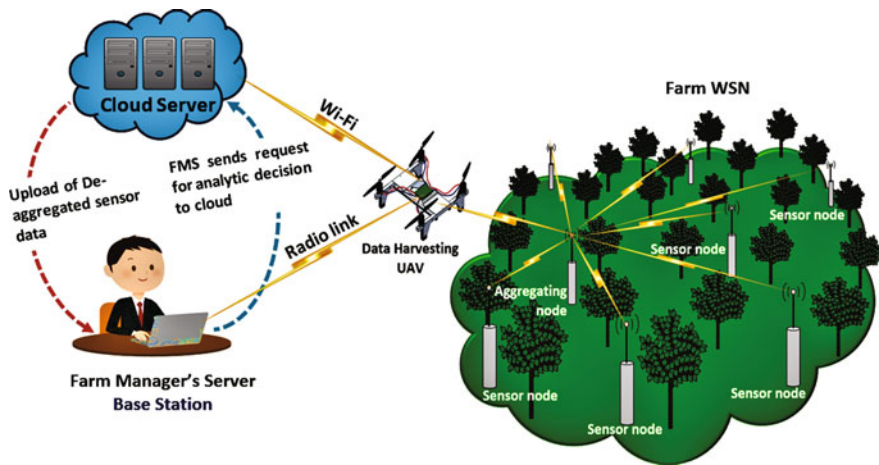 Cloud Server
Wi-Fi
Farm WSN
Upload of De-
aggregated sensor
data
FMS sends request
for analytic decision
to cloud
Radio link
Data Harvesting
UAV
Sensor node
Sensor node
Aggregating
node
Sensor node
Sensor node
Sensor node
Farm Manager's Server
Base Station